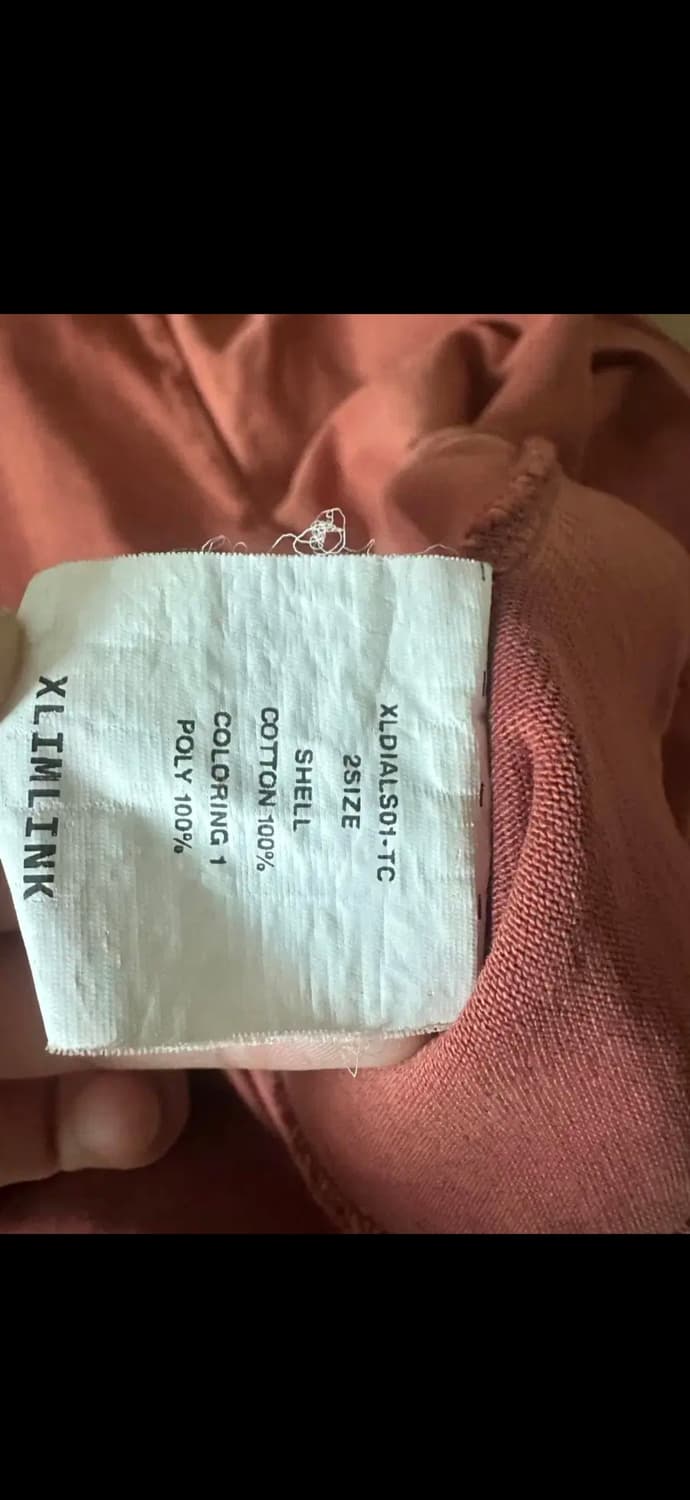 XLDIALS01-TC
2SIZE
SHELL
COTTON 100%
COLORING 1
POLY 100%
XLIMLINK